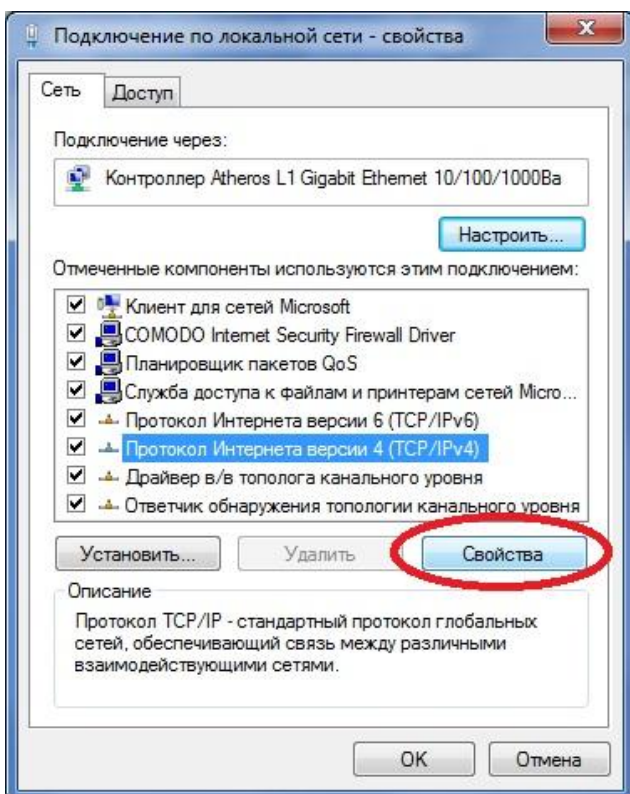 Подключение по локальной сети - свойства
Сеть
Доступ
Подключение через:
Контроллер Atheros L1 Gigabit Ethernet 10/100/1000Ba
Настроить...
Отмеченные компоненты используются этим подключением:
Клиент для сетей Microsoft
COMODO Internet Security Firewall Driver
Планировщик пакетов QoS
Служба доступа к файлам и принтерам сетей Micro...
Протокол Интернета версии 6 (TCP/IPv6)
Протокол Интернета версии 4 (TCP/IPv4)
Драйвер в/в тополога канального уровня
Ответчик обнаружения топологии канального уровня
Установить...
Удалить
Свойства
Описание
Протокол TCP/IP - стандартный протокол глобальных
сетей, обеспечивающий связь между различными
взаимодействующими сетями.
OK
Отмена